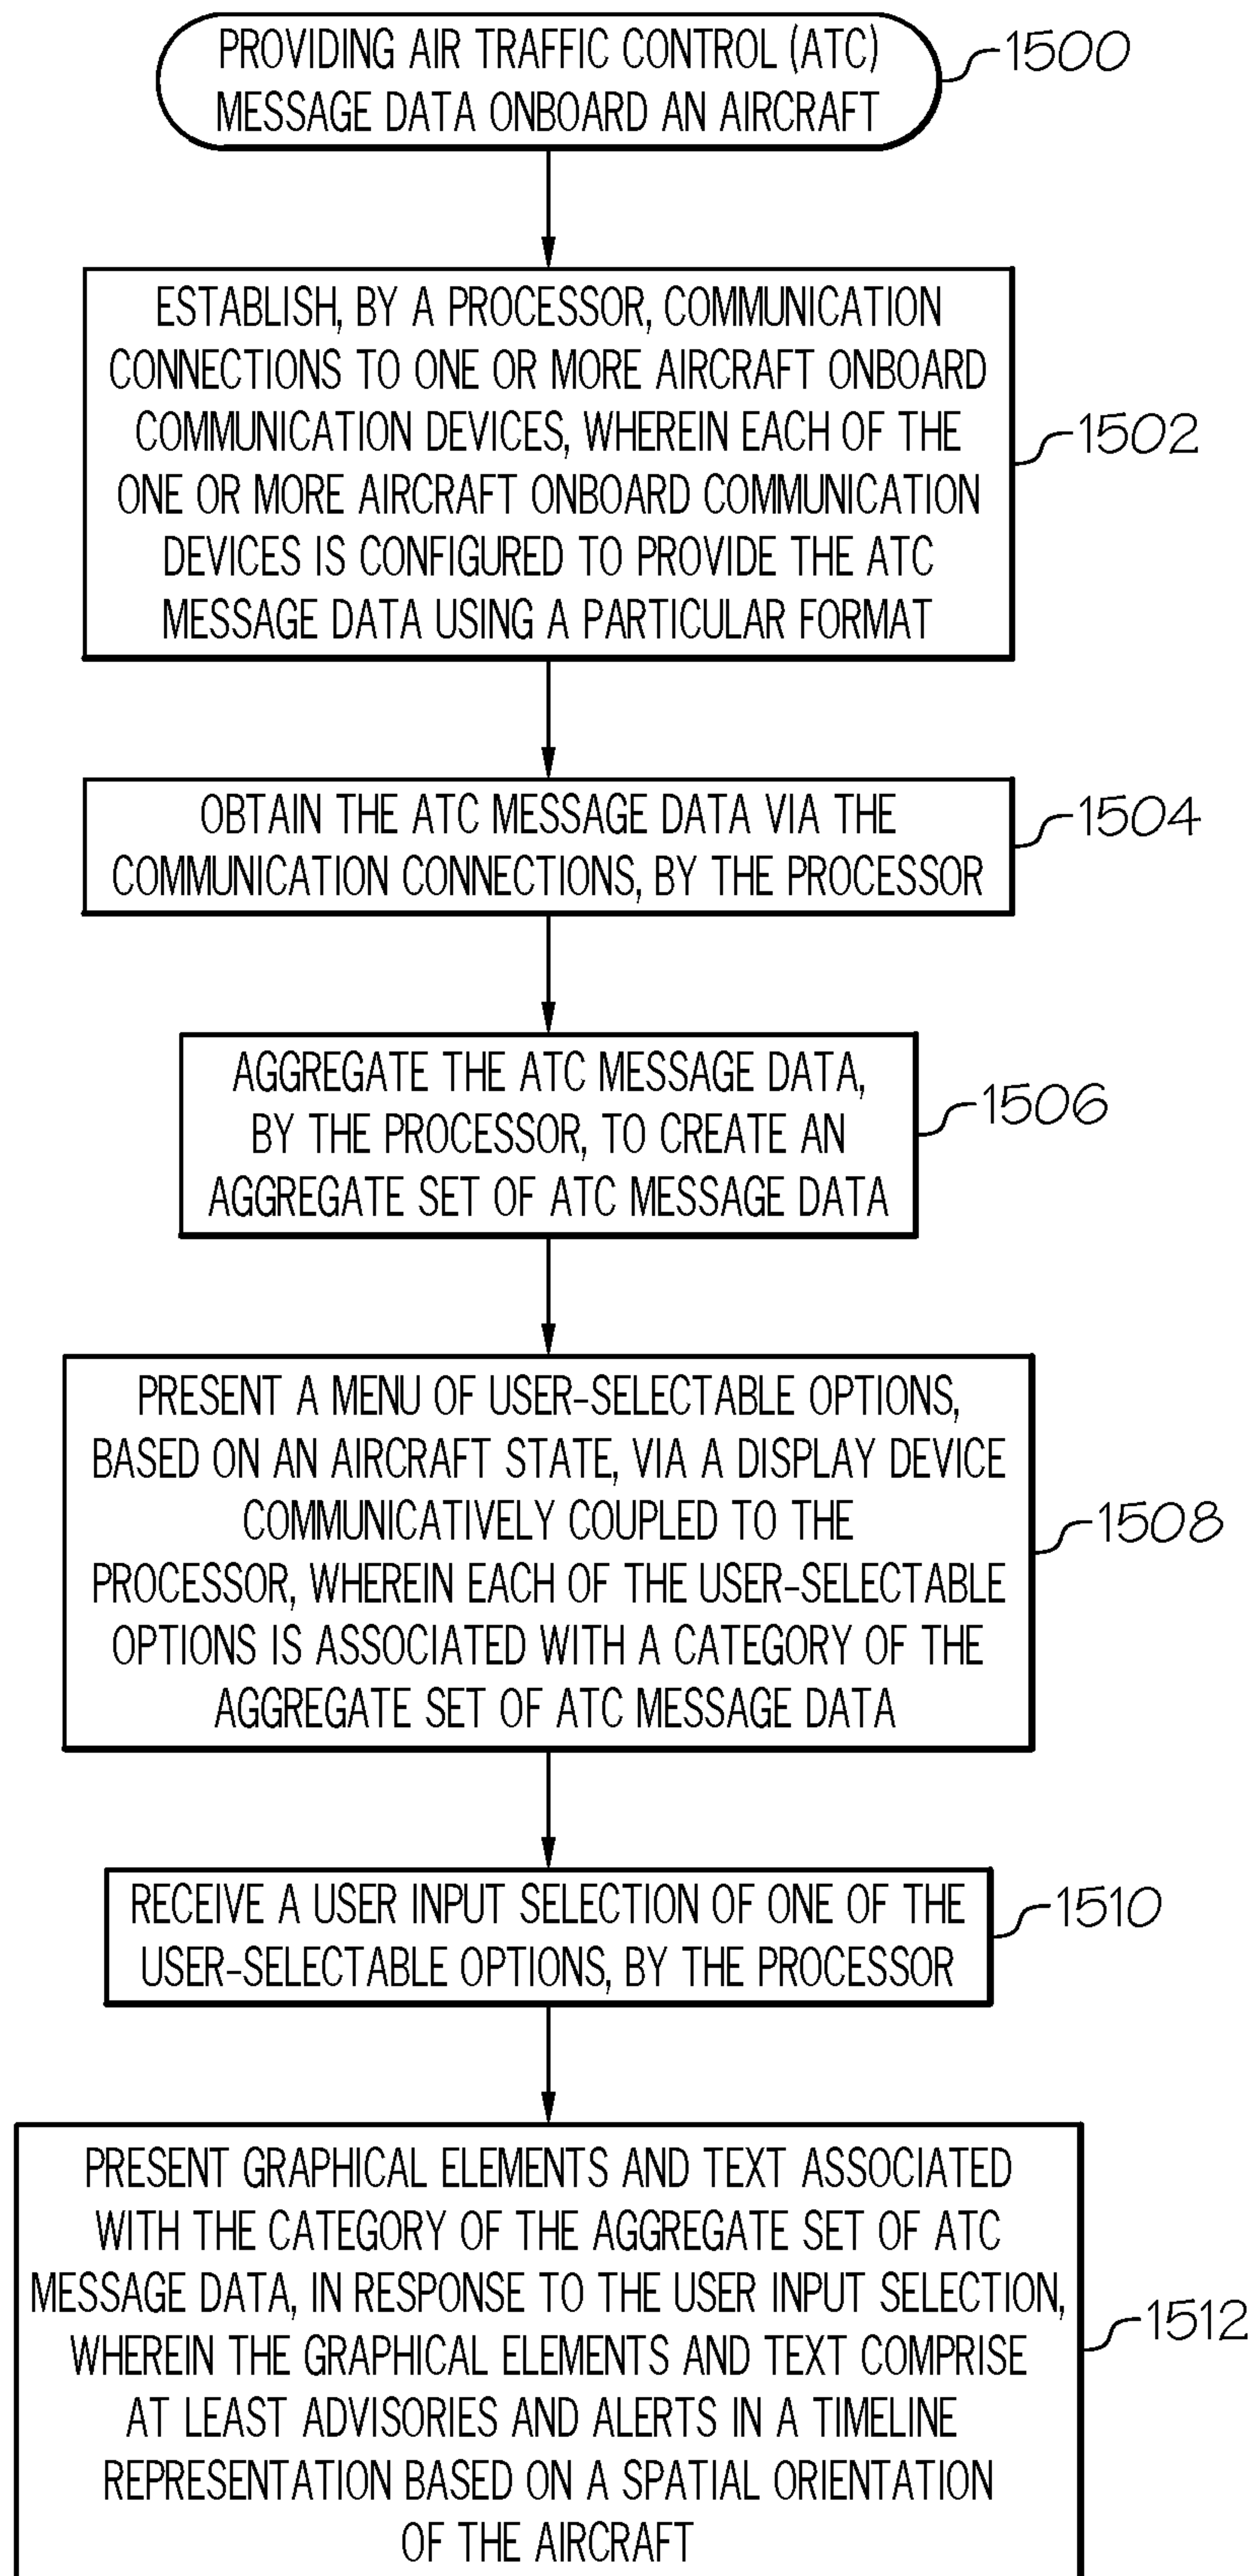 PROVIDING AIR TRAFFIC CONTROL (ATC)
MESSAGE DATA ONBOARD AN AIRCRAFT
1500
ESTABLISH, BY A PROCESSOR, COMMUNICATION
CONNECTIONS TO ONE OR MORE AIRCRAFT ONBOARD
COMMUNICATION DEVICES, WHEREIN EACH OF THE
ONE OR MORE AIRCRAFT ONBOARD COMMUNICATION
DEVICES IS CONFIGURED TO PROVIDE THE ATC
MESSAGE DATA USING A PARTICULAR FORMAT
1502
OBTAIN THE ATC MESSAGE DATA VIA THE
COMMUNICATION CONNECTIONS, BY THE PROCESSOR
1504
AGGREGATE THE ATC MESSAGE DATA,
BY THE PROCESSOR, TO CREATE AN
AGGREGATE SET OF ATC MESSAGE DATA
1506
PRESENT A MENU OF USER-SELECTABLE OPTIONS,
BASED ON AN AIRCRAFT STATE, VIA A DISPLAY DEVICE
COMMUNICATIVELY COUPLED TO THE
PROCESSOR, WHEREIN EACH OF THE USER-SELECTABLE
OPTIONS IS ASSOCIATED WITH A CATEGORY OF THE
AGGREGATE SET OF ATC MESSAGE DATA
1508
RECEIVE A USER INPUT SELECTION OF ONE OF THE
USER-SELECTABLE OPTIONS, BY THE PROCESSOR
1510
PRESENT GRAPHICAL ELEMENTS AND TEXT ASSOCIATED
WITH THE CATEGORY OF THE AGGREGATE SET OF ATC
MESSAGE DATA, IN RESPONSE TO THE USER INPUT SELECTION,
WHEREIN THE GRAPHICAL ELEMENTS AND TEXT COMPRISE
AT LEAST ADVISORIES AND ALERTS IN A TIMELINE
REPRESENTATION BASED ON A SPATIAL ORIENTATION
OF THE AIRCRAFT
1512